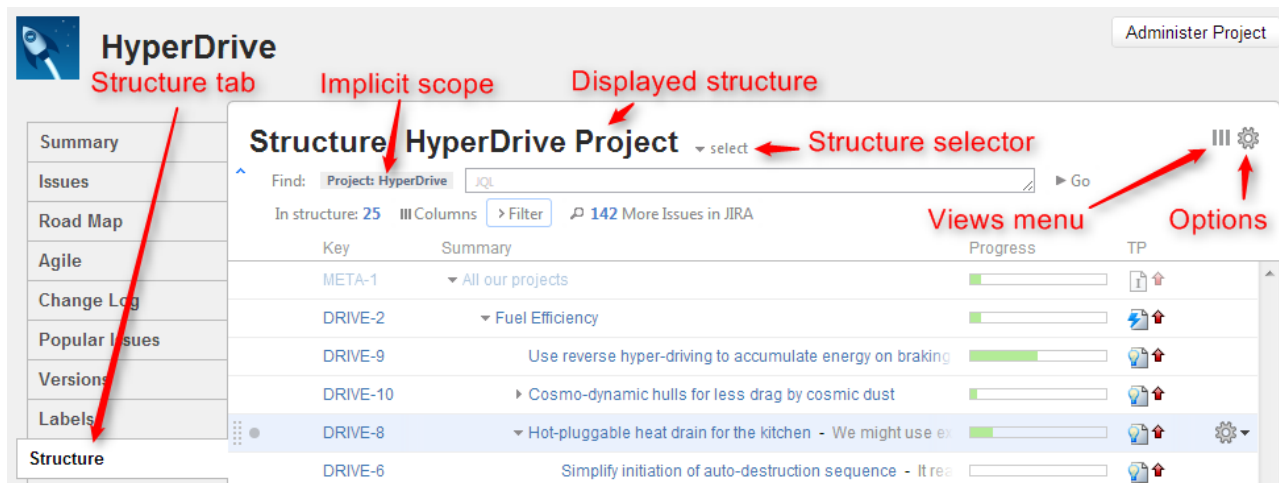 HyperDrive
Administer Project
Structure tab
Implicit scope
Displayed structure
Summary
Issues
Road Map
Agile
Change Log
Popular Issues
Versions
Labels
Structure
Structure HyperDrive Project select
Structure selector
Find: Project: HyperDrive JQL Go
In structure: 25 Columns Filter 142 More Issues in JIRA
Views menu
Options
Key Summary Progress TP
META-1 All our projects
DRIVE-2 Fuel Efficiency
DRIVE-9 Use reverse hyper-driving to accumulate energy on braking
DRIVE-10 Cosmo-dynamic hulls for less drag by cosmic dust
DRIVE-8 Hot-pluggable heat drain for the kitchen - We might use
DRIVE-6 Simplify initiation of auto-destruction sequence - It